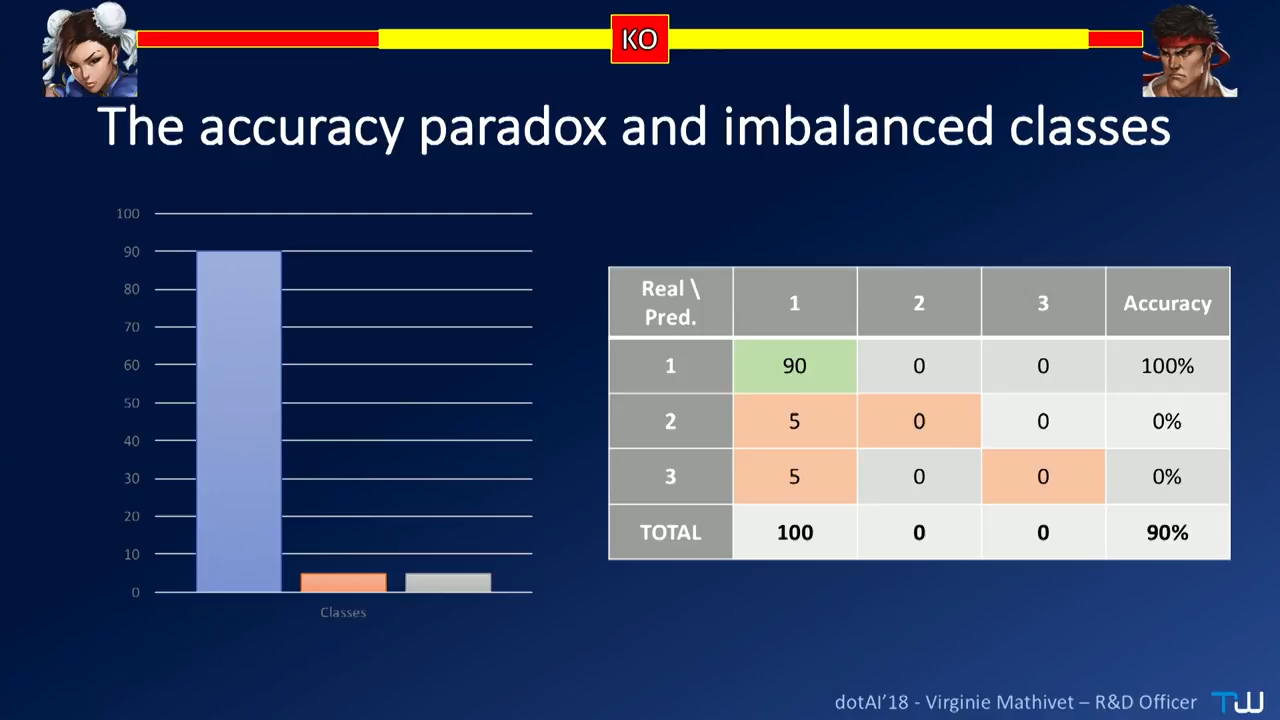 KO
The accuracy paradox and imbalanced classes
100
90
80
70
60
50
40
30
20
10
0
Classes
Real \ Pred. 1 2 3 Accuracy
1 90 0 0 100%
2 5 0 0 0%
3 5 0 0 0%
TOTAL 100 0 0 90%
dotAI'18 - Virginie Mathivet – R&D Officer TW